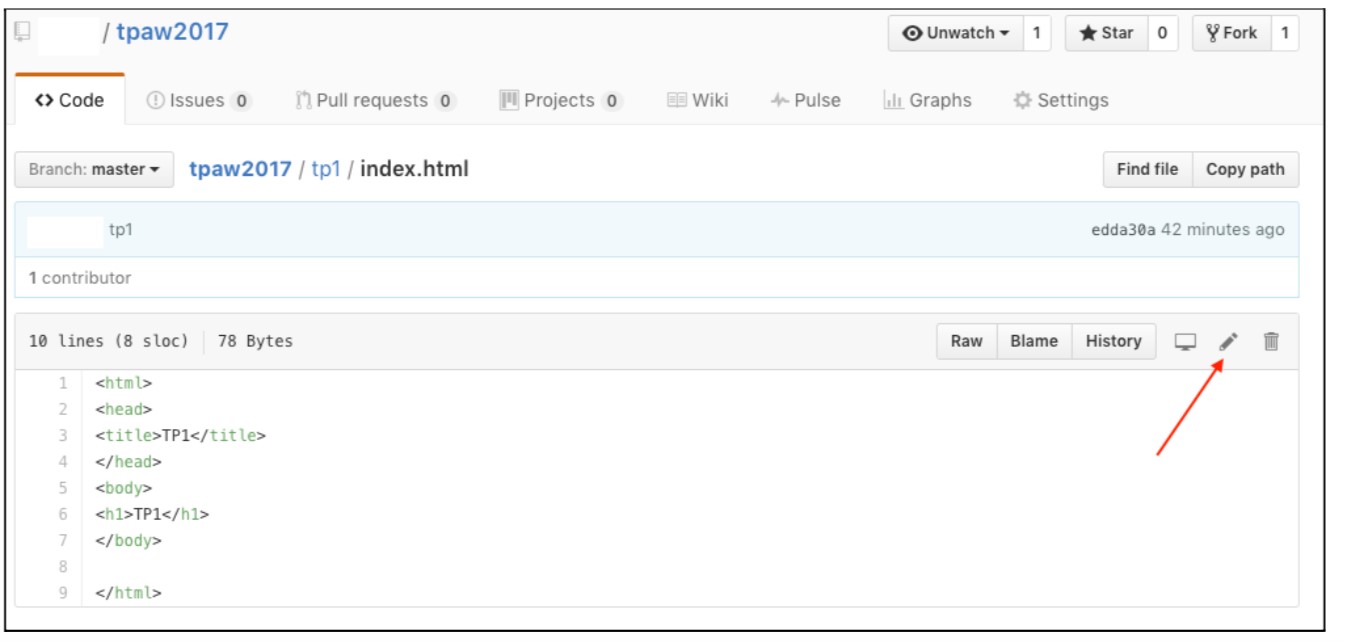 / tpaw2017 Unwatch 1 Star 0 Fork 1
Code Issues 0 Pull requests 0 Projects 0 Wiki Pulse Graphs Settings
Branch: master tpaw2017 / tp1 / index.html Find file Copy path
tp1 edda30a 42 minutes ago
1 contributor
10 lines (8 sloc) 78 Bytes Raw Blame History
1 <html>
2 <head>
3 <title>TP1</title>
4 </head>
5 <body>
6 <h1>TP1</h1>
7 </body>
8
9 </html>